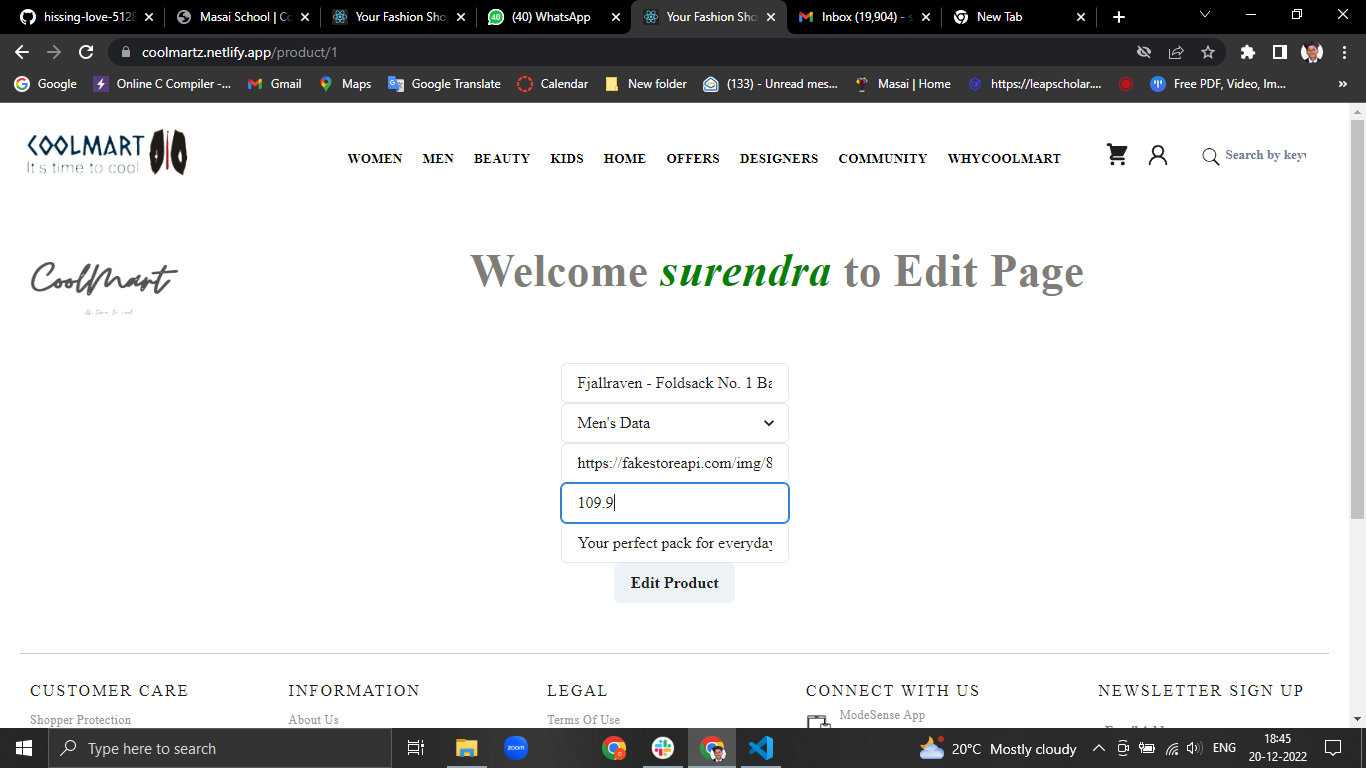 hissing-love-5128
Masai School | Co
Your Fashion Sho
(40) WhatsApp
Your Fashion Sho
Inbox (19,904) - s
New Tab
coolmartz.netlify.app/product/1
Google
Online C Compiler -...
Gmail
Maps
Google Translate
Calendar
New folder
(133) - Unread mes...
Masai | Home
https://leapscholar....
Free PDF, Video, Im...
»
COOLMART
It's time to cool.
WOMEN MEN BEAUTY KIDS HOME OFFERS DESIGNERS COMMUNITY WHYCOOLMART
Search by keyw
CoolMart
its time to cool
Welcome surendra to Edit Page
Fjallraven - Foldsack No. 1 Ba
Men's Data
https://fakestoreapi.com/img/8
109.9
Your perfect pack for everyday
Edit Product
CUSTOMER CARE
INFORMATION
LEGAL
CONNECT WITH US
NEWSLETTER SIGN UP
Shopper Protection
About Us
Terms Of Use
ModeSense App
Type here to search
zoom
20°C Mostly cloudy
ENG
18:45
20-12-2022